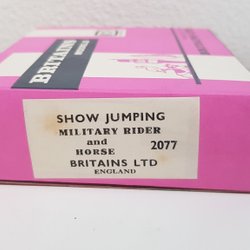 BRITAINS
SHOW JUMPING
MILITARY RIDER
and
HORSE 2077
BRITAINS LTD
ENGLAND